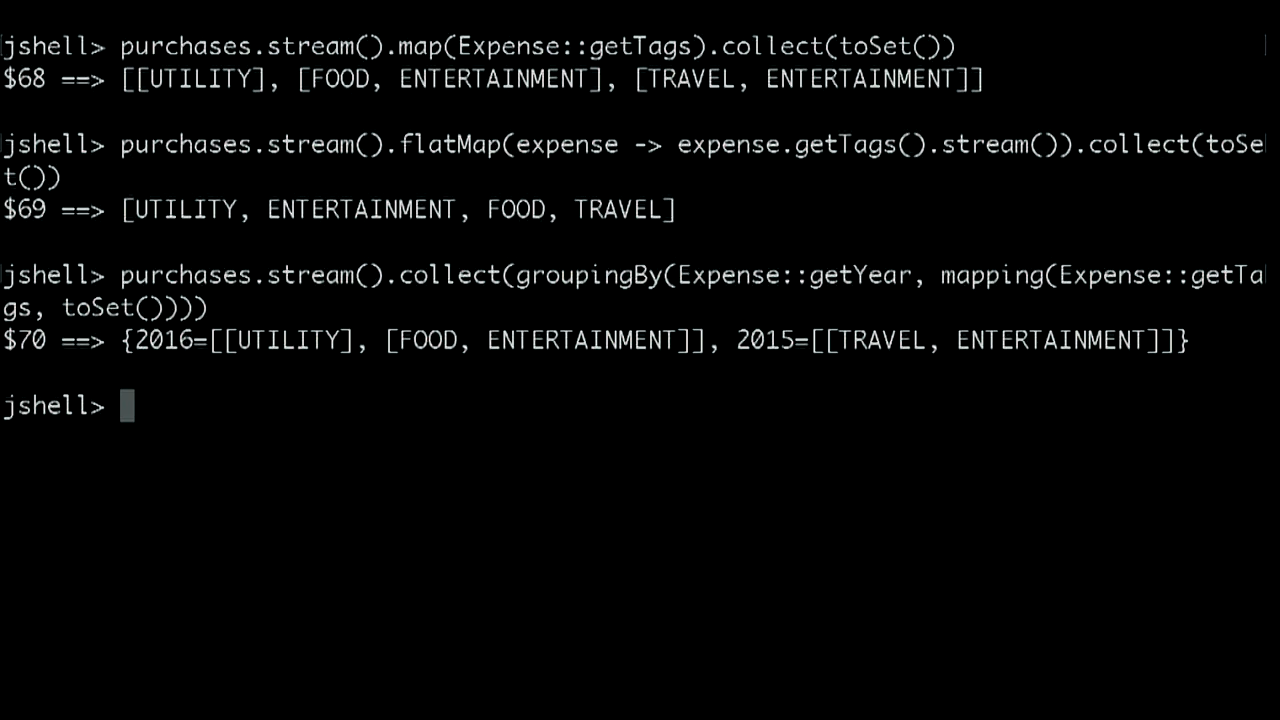 jshell> purchases.stream().map(Expense::getTags).collect(toSet())
$68 ==> [[UTILITY], [FOOD, ENTERTAINMENT], [TRAVEL, ENTERTAINMENT]]
jshell> purchases.stream().flatMap(expense -> expense.getTags().stream()).collect(toSe
t())
$69 ==> [UTILITY, ENTERTAINMENT, FOOD, TRAVEL]
jshell> purchases.stream().collect(groupingBy(Expense::getYear, mapping(Expense::getTa
gs, toSet())))
$70 ==> {2016=[[UTILITY], [FOOD, ENTERTAINMENT]], 2015=[[TRAVEL, ENTERTAINMENT]]}
jshell>